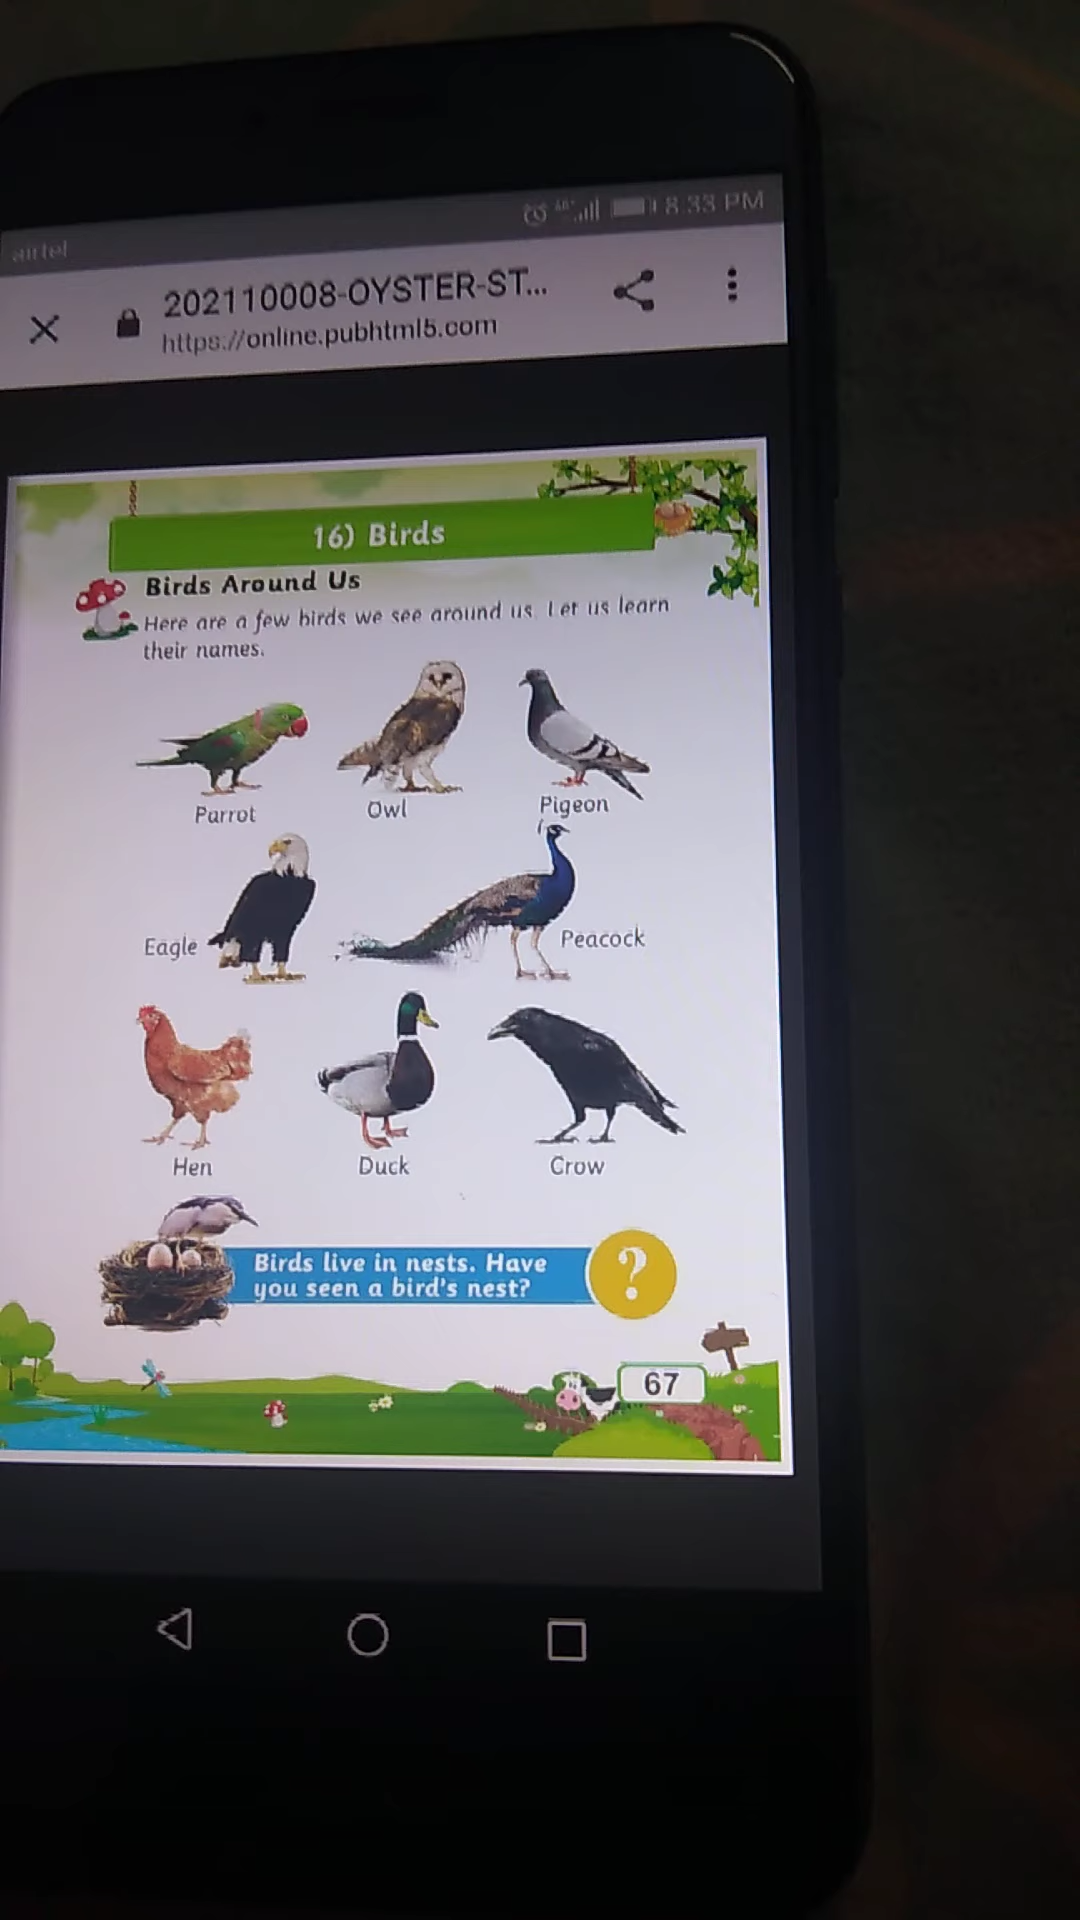 airtel 8:33 PM
202110008-OYSTER-ST...
https://online.pubhtml5.com
16) Birds
Birds Around Us
Here are a few birds we see around us. Let us learn
their names.
Parrot
Owl
Pigeon
Eagle
Peacock
Hen
Duck
Crow
Birds live in nests. Have
you seen a bird's nest?
?
67